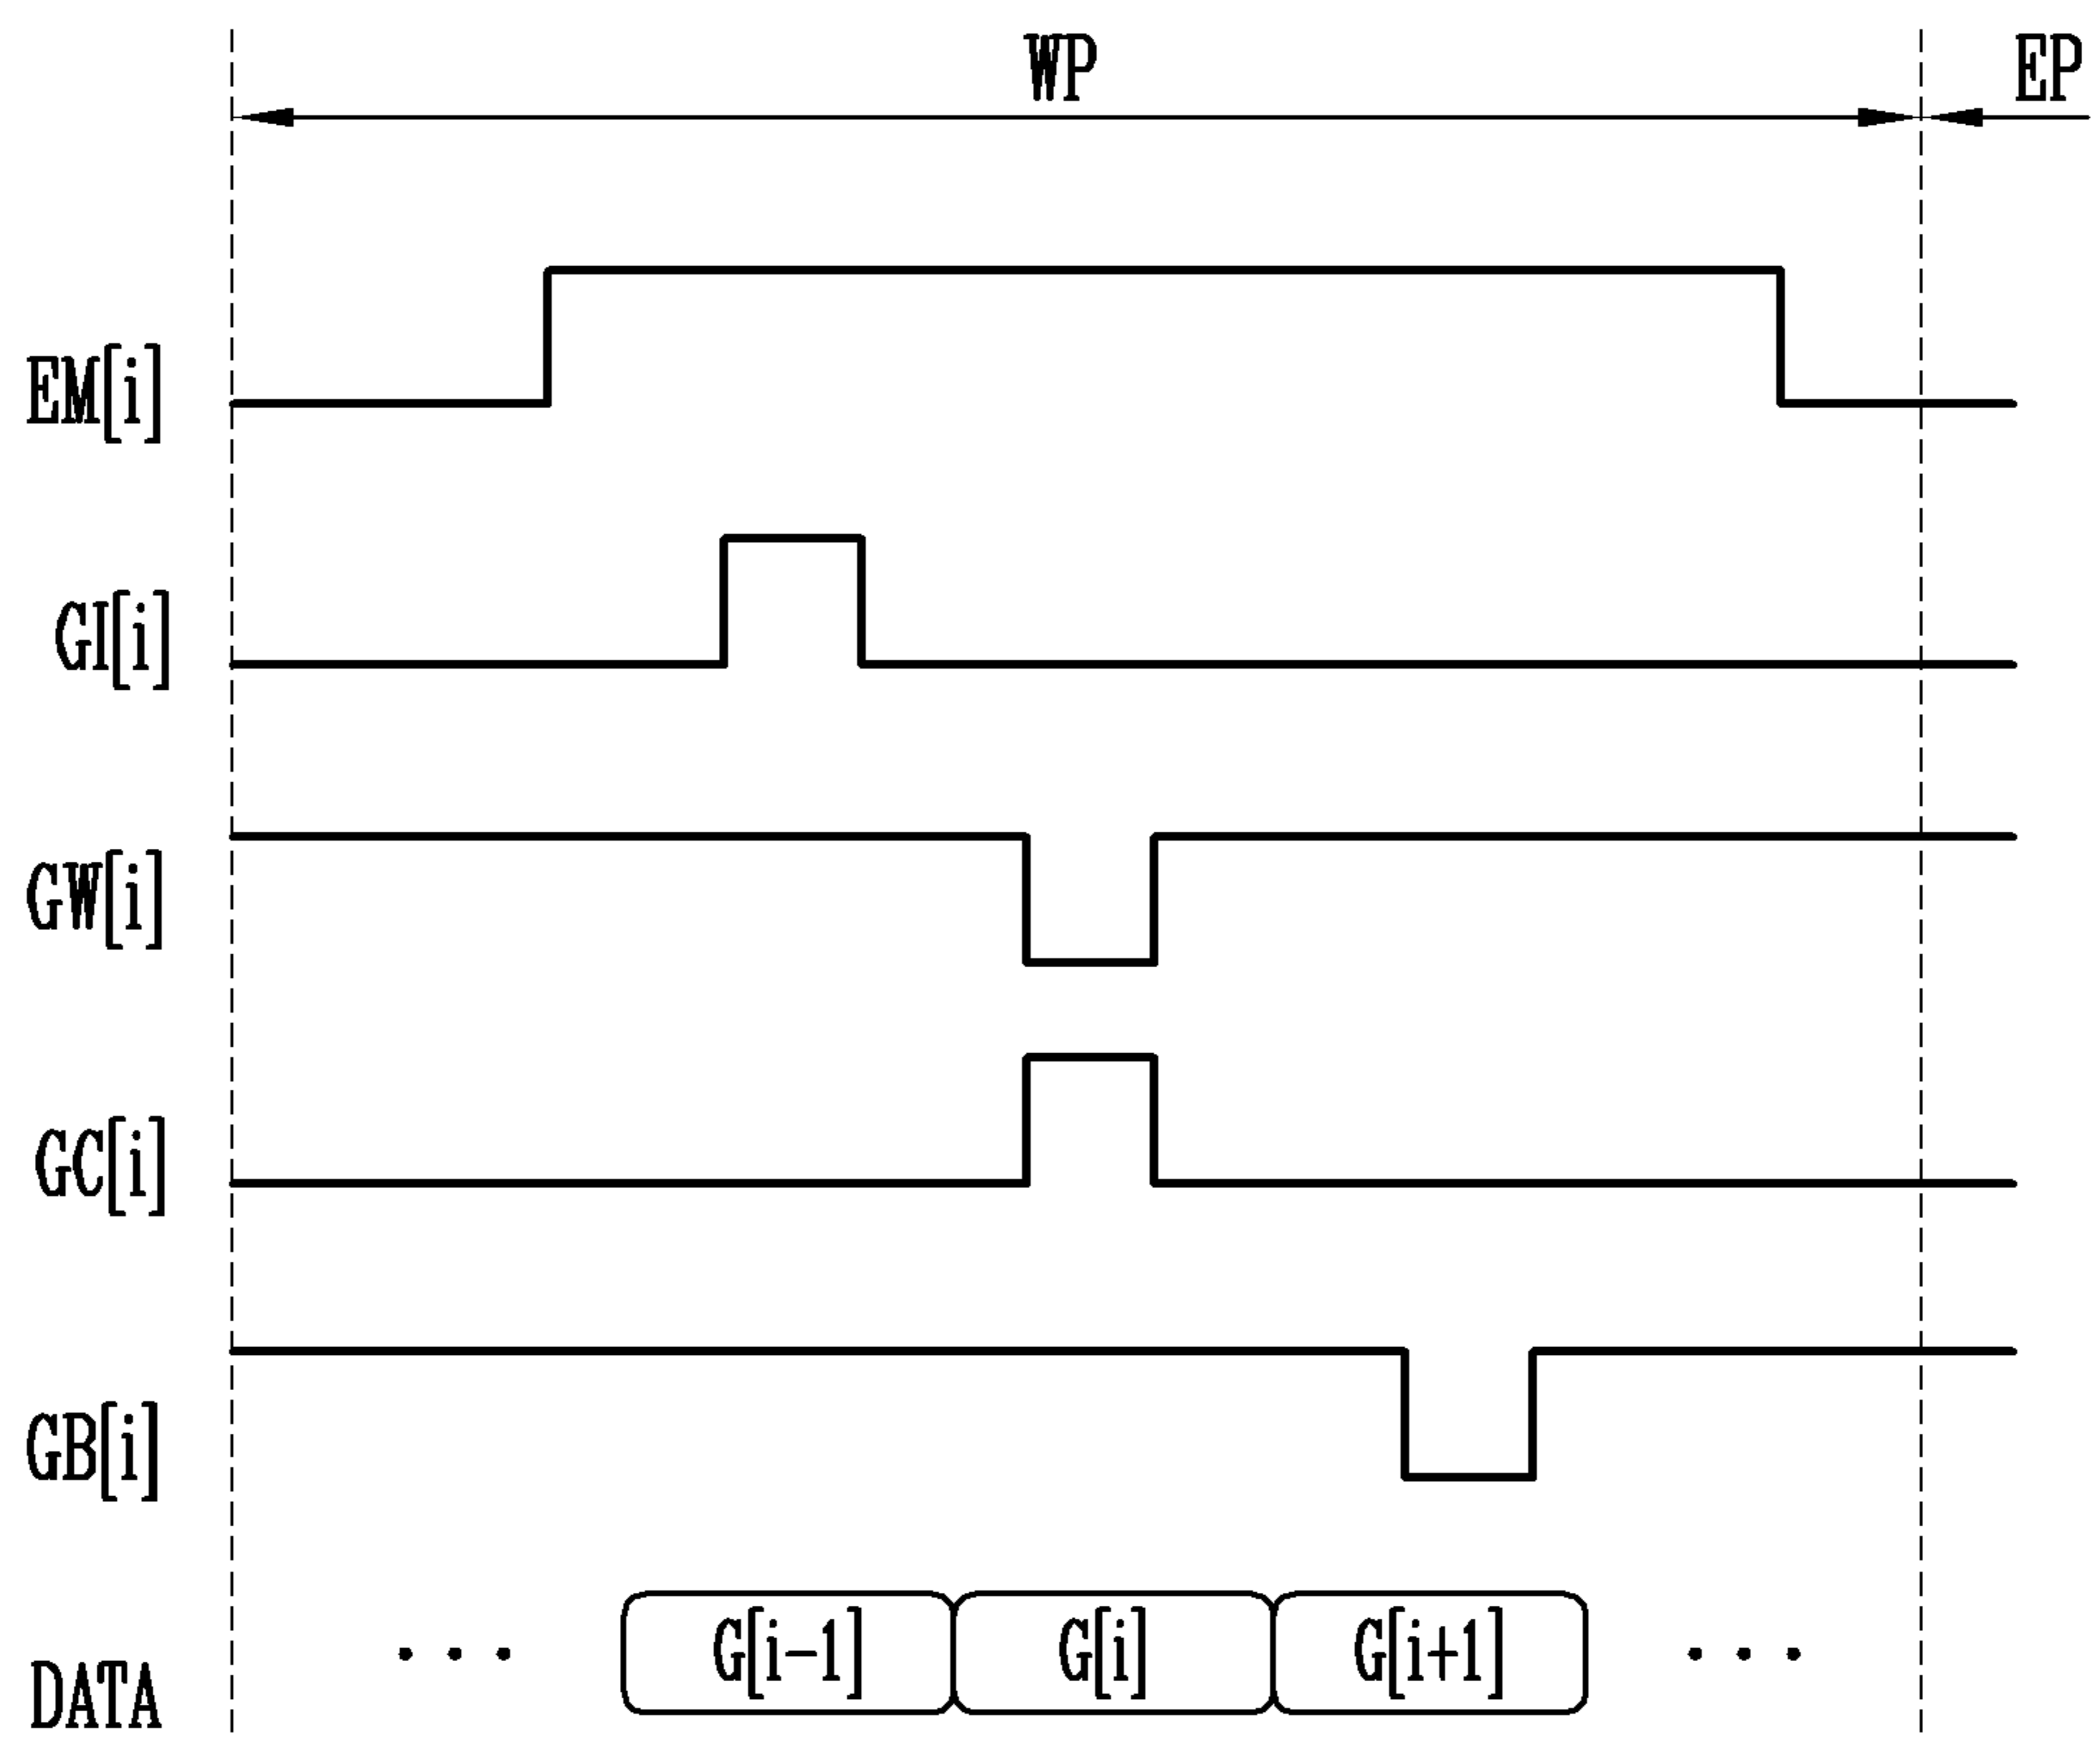 WP EP
EM[i]
GI[i]
GW[i]
GC[i]
GB[i]
DATA ··· G[i-1] G[i] G[i+1] ···